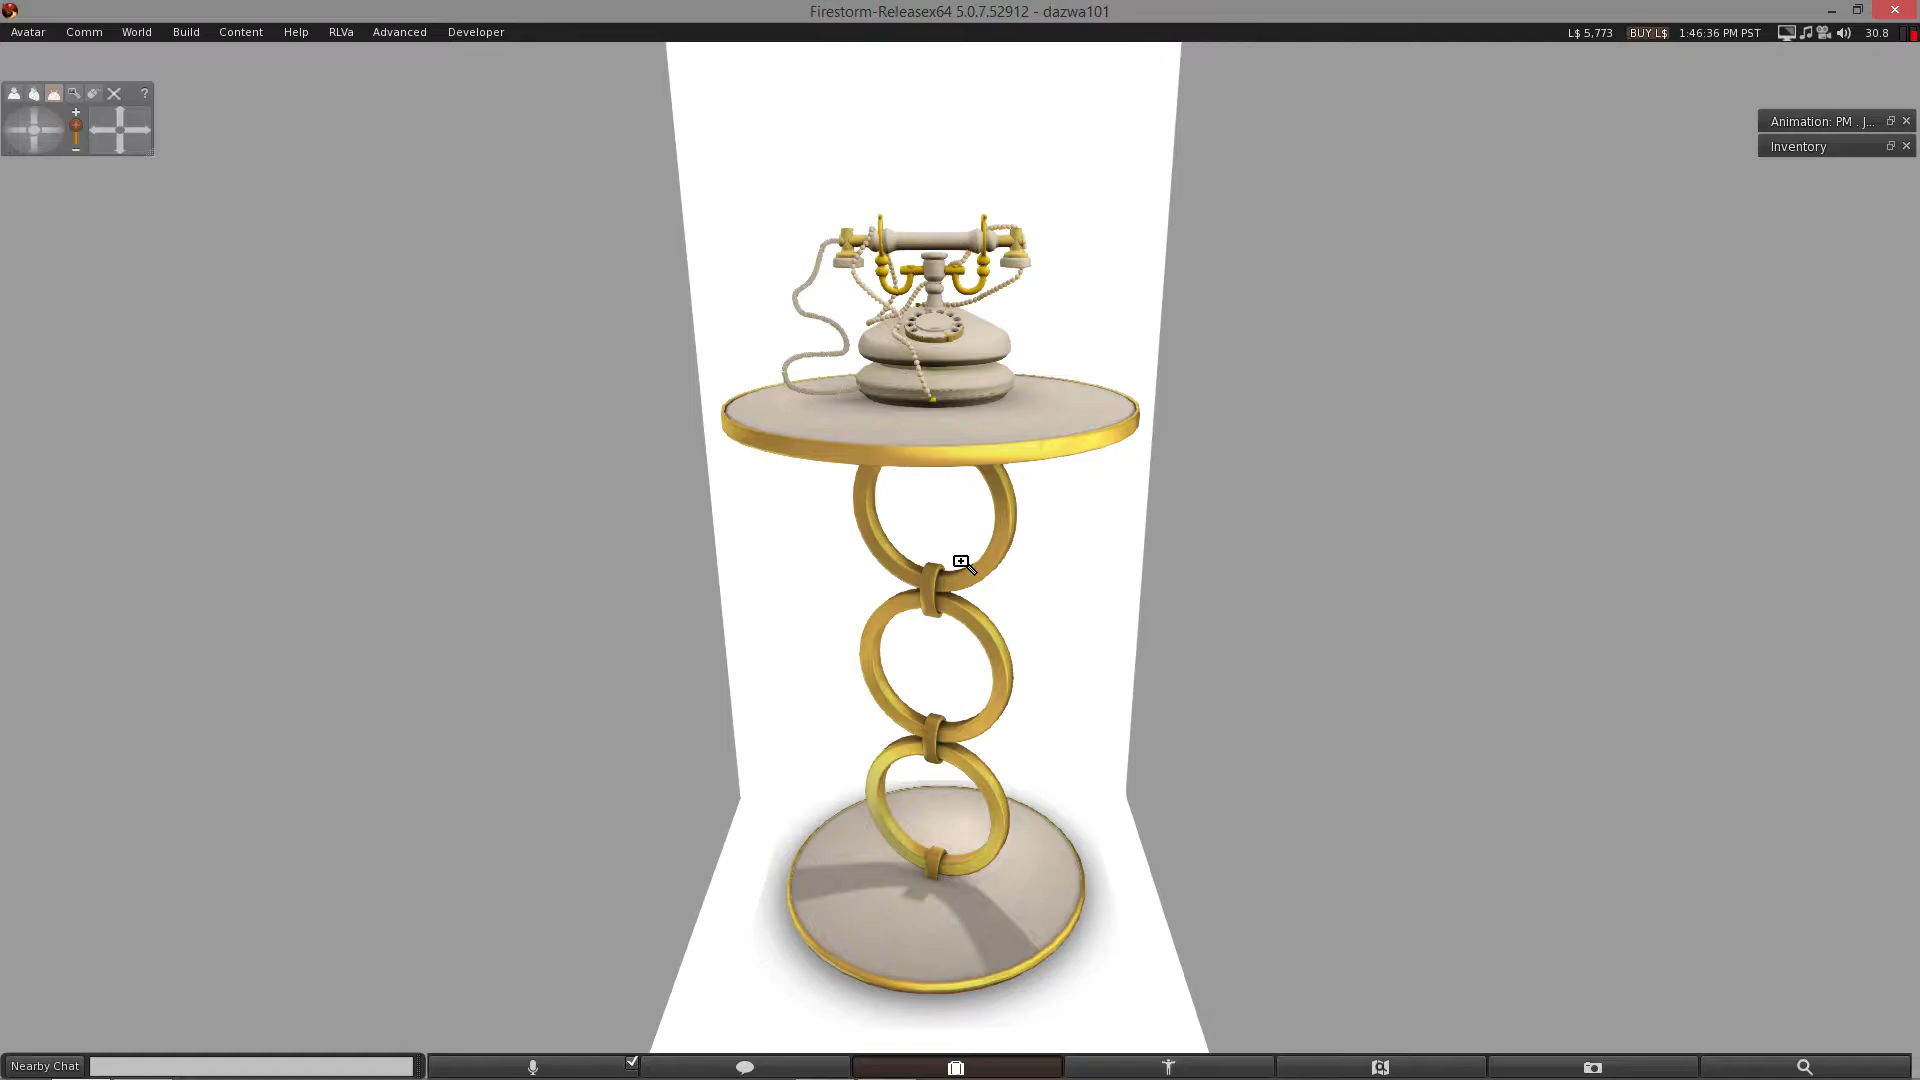 Firestorm-Releasex64 5.0.7.52912 - dazwa101
Avatar Comm World Build Content Help RLVa Advanced Developer
L$ 5,773 BUY L$ 1:46:36 PM PST 30.8
?
Animation: PM . J...
Inventory
Nearby Chat